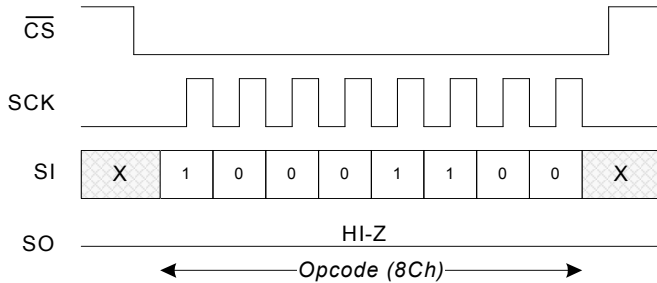 CS
SCK
SI X 1 0 0 0 1 1 0 0 X
SO HI-Z
Opcode (8Ch)